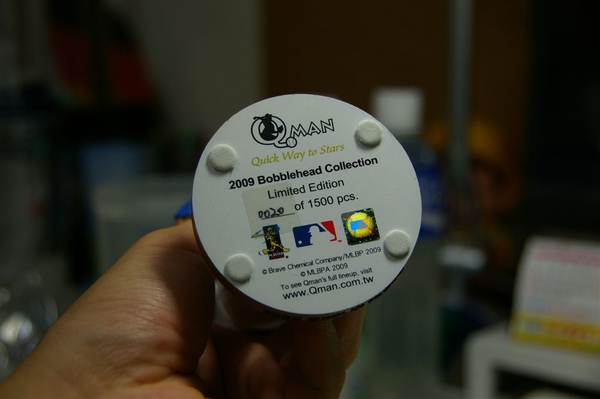 QMAN
Quick Way to Stars
2009 Bobblehead Collection
Limited Edition
0020 of 1500 pcs.
© Brave Chemical Company/MLBP 2009
© MLBPA 2009
To see Qman's full lineup, visit
www.Qman.com.tw